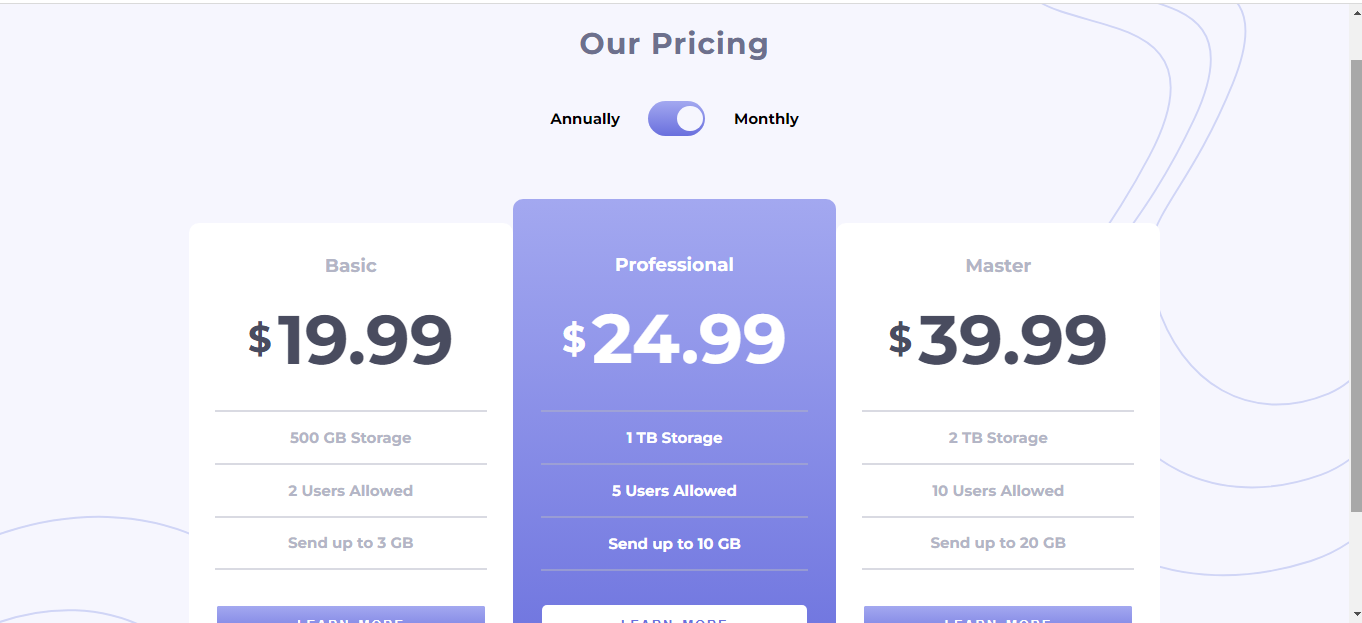 Our Pricing
Annually
Monthly
Basic
$19.99
500 GB Storage
2 Users Allowed
Send up to 3 GB
LEARN MORE
Professional
$24.99
1 TB Storage
5 Users Allowed
Send up to 10 GB
LEARN MORE
Master
$39.99
2 TB Storage
10 Users Allowed
Send up to 20 GB
LEARN MORE